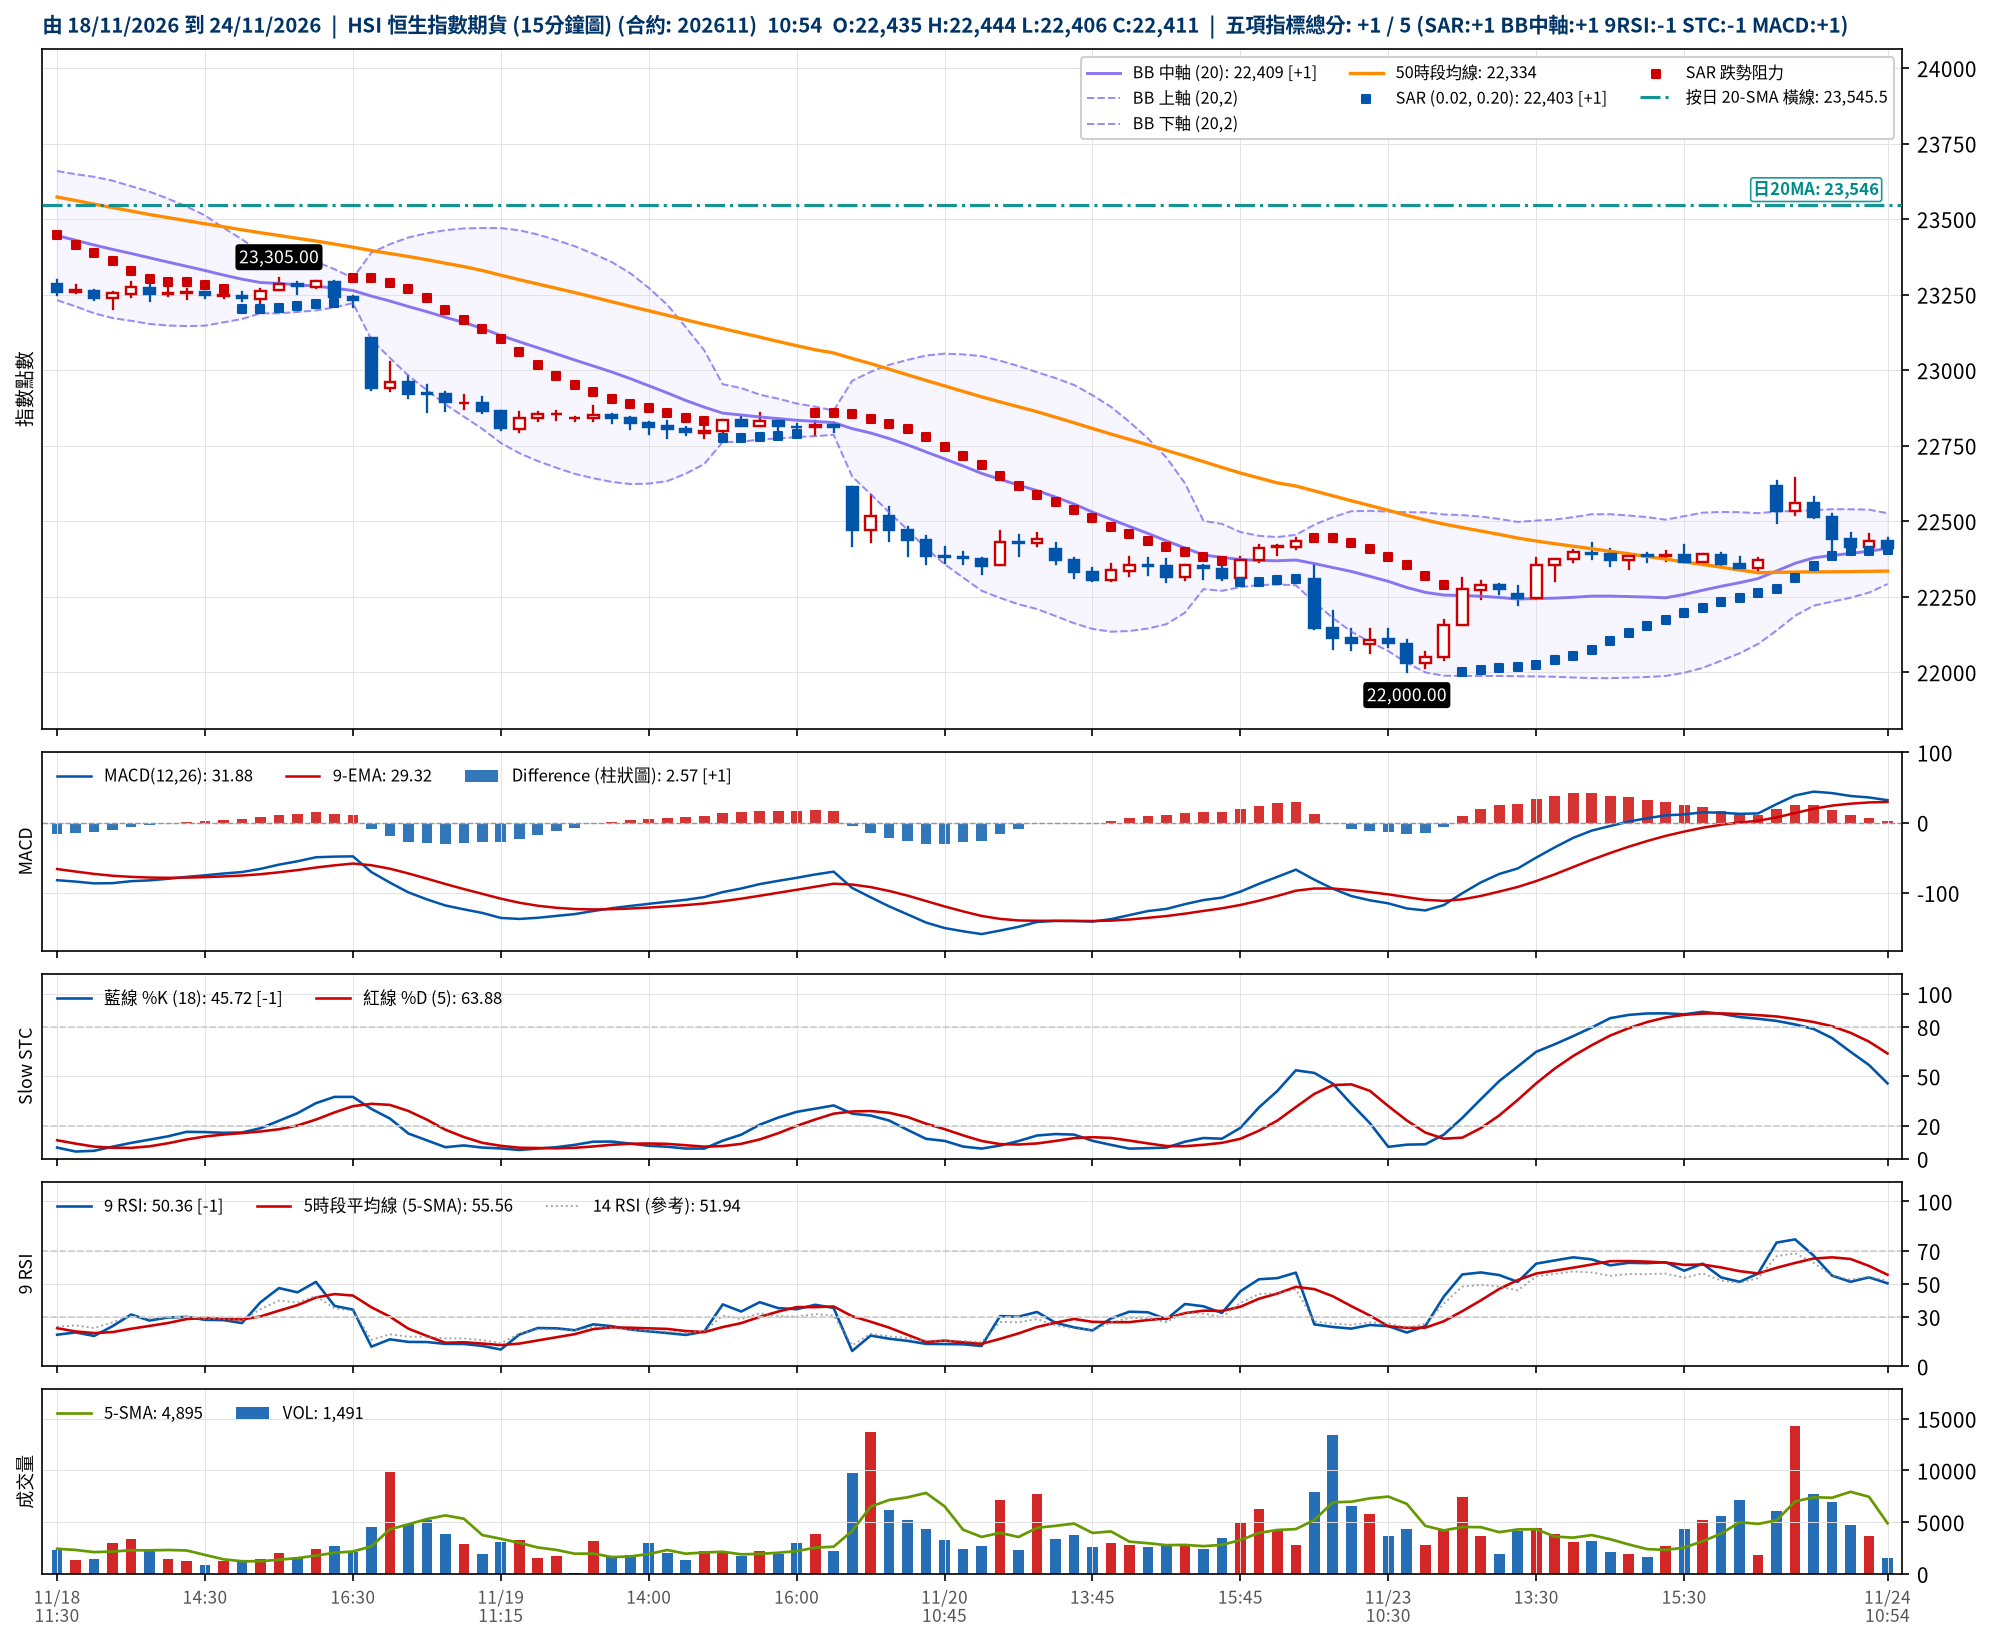 由 18/11/2026 到 24/11/2026 | HSI 恒生指數期貨 (15分鐘圖) (合約: 202611) 10:54 O:22,435 H:22,444 L:22,406 C:22,411 | 五項指標總分: +1 / 5 (SAR:+1 BB中軸:+1 9RSI:-1 STC:-1 MACD:+1)
BB 中軸 (20): 22,409 [+1]
BB 上軸 (20,2)
BB 下軸 (20,2)
50時段均線: 22,334
SAR (0.02, 0.20): 22,403 [+1]
SAR 跌勢阻力
按日 20-SMA 橫線: 23,545.5
日20MA: 23,546
23,305.00
22,000.00
指數點數
24000
23750
23500
23250
23000
22750
22500
22250
22000
MACD(12,26): 31.88
9-EMA: 29.32
Difference (柱狀圖): 2.57 [+1]
MACD
100
0
-100
藍線 %K (18): 45.72 [-1]
紅線 %D (5): 63.88
Slow STC
100
80
50
20
0
9 RSI: 50.36 [-1]
5時段平均線 (5-SMA): 55.56
14 RSI (參考): 51.94
9 RSI
100
70
50
30
0
5-SMA: 4,895
VOL: 1,491
成交量
15000
10000
5000
0
11/18
11:30
14:30
16:30
11/19
11:15
14:00
16:00
11/20
10:45
13:45
15:45
11/23
10:30
13:30
15:30
11/24
10:54